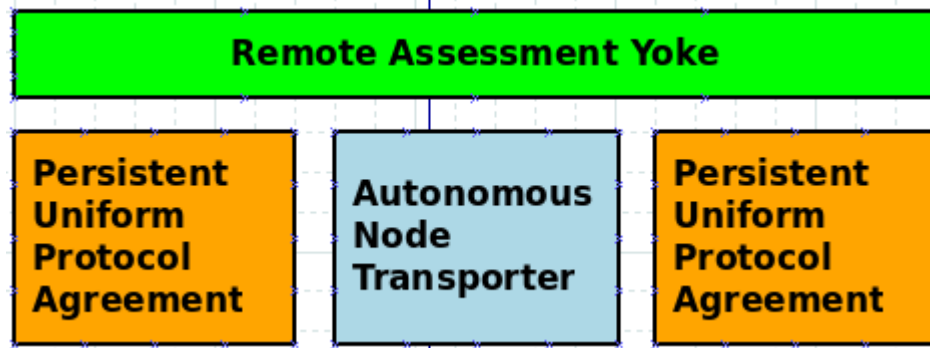 Remote Assessment Yoke
Persistent
Uniform
Protocol
Agreement
Autonomous
Node
Transporter
Persistent
Uniform
Protocol
Agreement